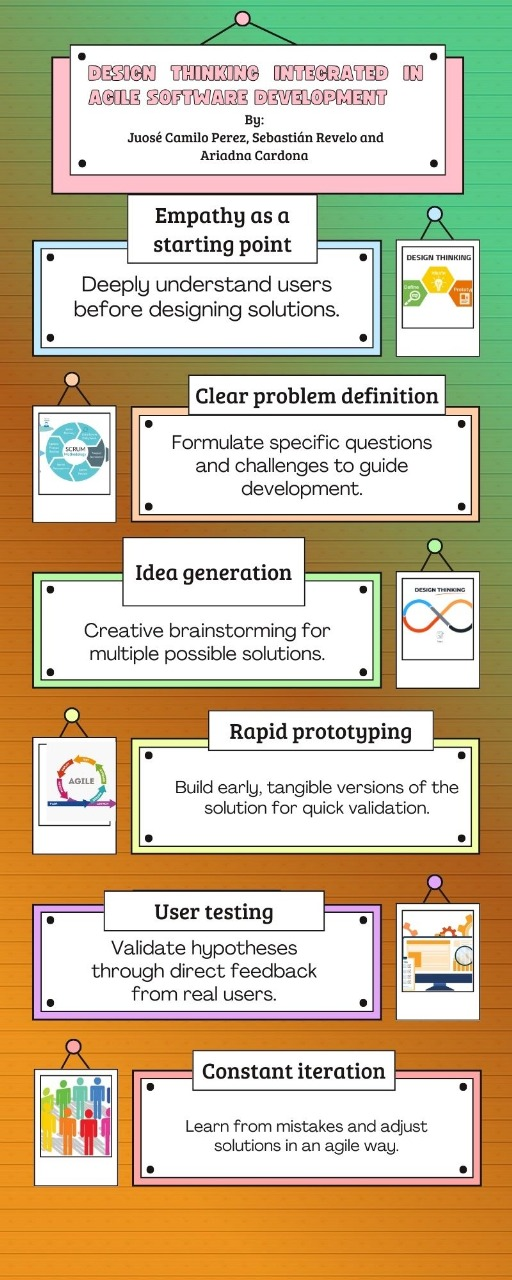 DESIGN THINKING INTEGRATED IN
AGILE SOFTWARE DEVELOPMENT
By:
Juosé Camilo Perez, Sebastián Revelo and
Ariadna Cardona
Empathy as a
starting point
Deeply understand users
before designing solutions.
DESIGN THINKING
Define
Clear problem definition
Formulate specific questions
and challenges to guide
development.
SCRUM
Idea generation
Creative brainstorming for
multiple possible solutions.
DESIGN THINKING
Rapid prototyping
Build early, tangible versions of the
solution for quick validation.
AGILE
User testing
Validate hypotheses
through direct feedback
from real users.
Constant iteration
Learn from mistakes and adjust
solutions in an agile way.